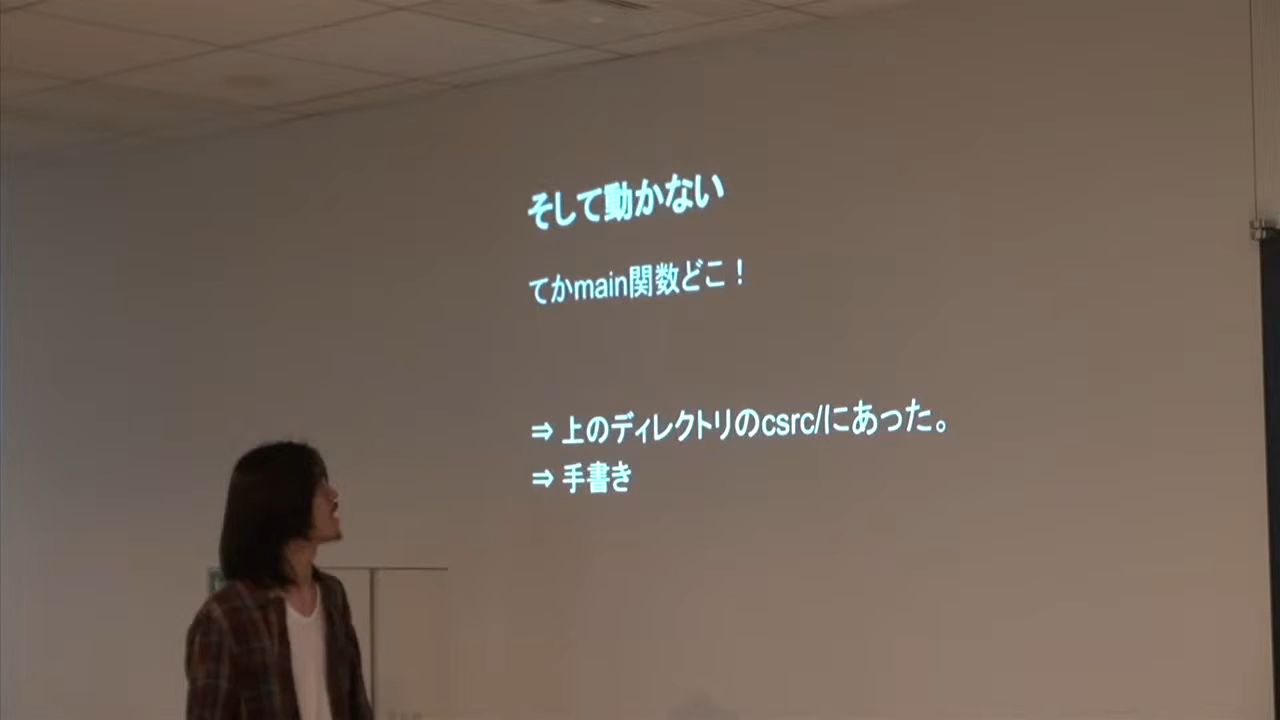 そして動かない
てかmain関数どこ！
⇒ 上のディレクトリのcsrc/にあった。
⇒ 手書き